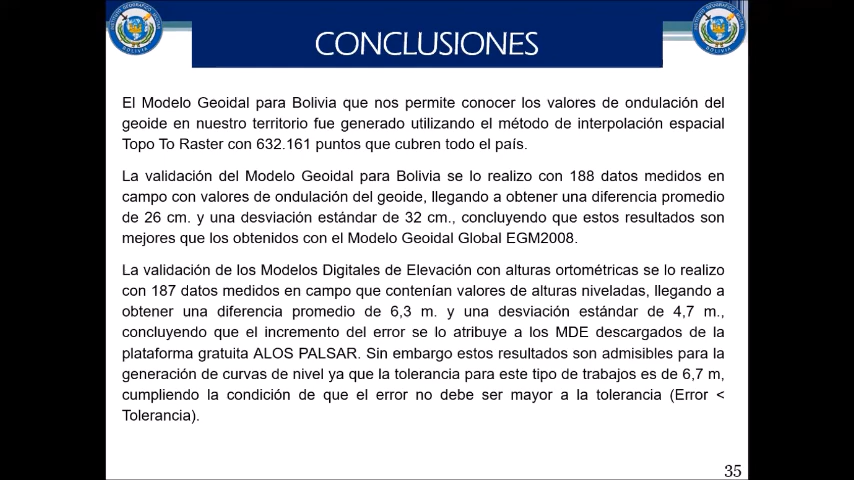 CONCLUSIONES
El Modelo Geoidal para Bolivia que nos permite conocer los valores de ondulación del
geoide en nuestro territorio fue generado utilizando el método de interpolación espacial
Topo To Raster con 632.161 puntos que cubren todo el país.
La validación del Modelo Geoidal para Bolivia se lo realizo con 188 datos medidos en
campo con valores de ondulación del geoide, llegando a obtener una diferencia promedio
de 26 cm. y una desviación estándar de 32 cm., concluyendo que estos resultados son
mejores que los obtenidos con el Modelo Geoidal Global EGM2008.
La validación de los Modelos Digitales de Elevación con alturas ortométricas se lo realizo
con 187 datos medidos en campo que contenían valores de alturas niveladas, llegando a
obtener una diferencia promedio de 6,3 m. y una desviación estándar de 4,7 m.,
concluyendo que el incremento del error se lo atribuye a los MDE descargados de la
plataforma gratuita ALOS PALSAR. Sin embargo estos resultados son admisibles para la
generación de curvas de nivel ya que la tolerancia para este tipo de trabajos es de 6,7 m,
cumpliendo la condición de que el error no debe ser mayor a la tolerancia (Error <
Tolerancia).
35